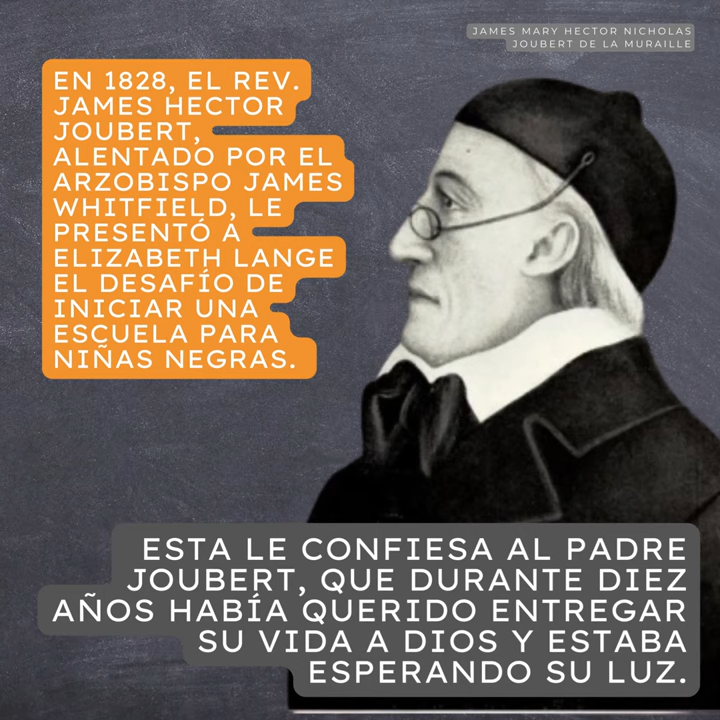 JAMES MARY HECTOR NICHOLAS
JOUBERT DE LA MURAILLE
EN 1828, EL REV.
JAMES HECTOR
JOUBERT,
ALENTADO POR EL
ARZOBISPO JAMES
WHITFIELD, LE
PRESENTÓ A
ELIZABETH LANGE
EL DESAFÍO DE
INICIAR UNA
ESCUELA PARA
NIÑAS NEGRAS.
ESTA LE CONFIESA AL PADRE
JOUBERT, QUE DURANTE DIEZ
AÑOS HABÍA QUERIDO ENTREGAR
SU VIDA A DIOS Y ESTABA
ESPERANDO SU LUZ.